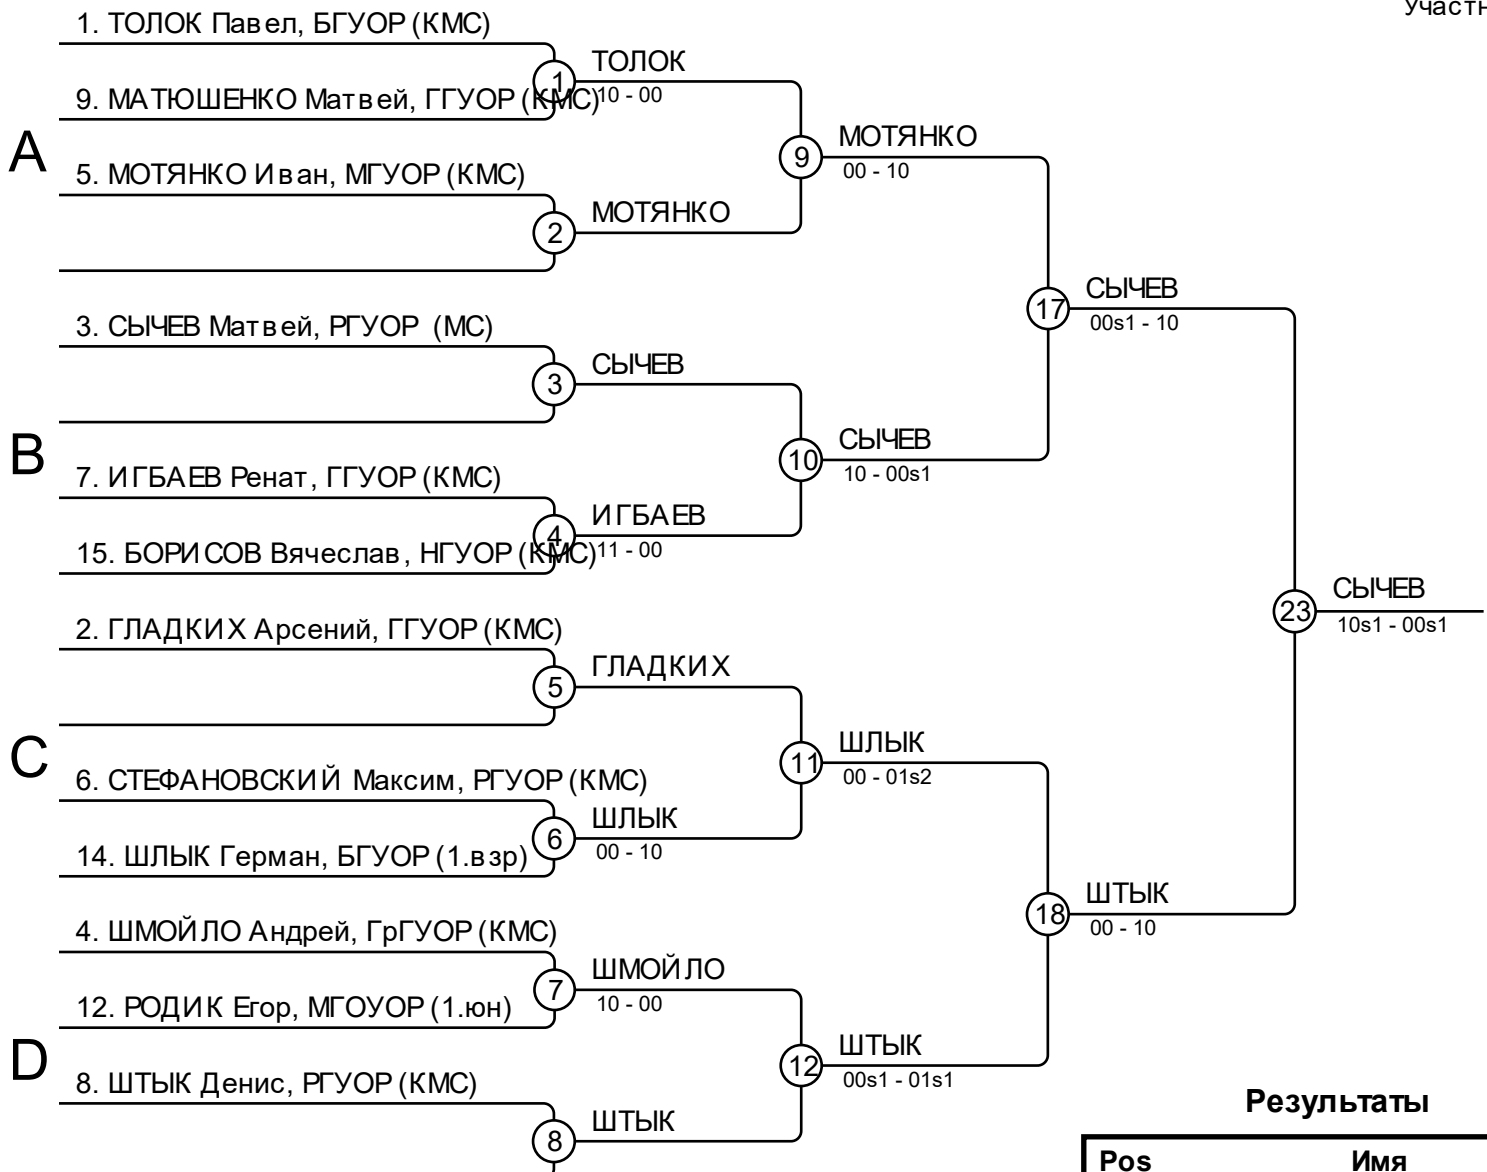 Участн
1. ТОЛОК Павел, БГУОР (КМС)
1
ТОЛОК
10 - 00
9. МАТЮШЕНКО Матвей, ГГУОР (КМС)
A
9
МОТЯНКО
00 - 10
5. МОТЯНКО Иван, МГУОР (КМС)
2
МОТЯНКО
3. СЫЧЕВ Матвей, РГУОР (МС)
17
СЫЧЕВ
00s1 - 10
3
СЫЧЕВ
B
10
СЫЧЕВ
10 - 00s1
7. ИГБАЕВ Ренат, ГГУОР (КМС)
4
ИГБАЕВ
11 - 00
15. БОРИСОВ Вячеслав, НГУОР (КМС)
23
СЫЧЕВ
10s1 - 00s1
2. ГЛАДКИХ Арсений, ГГУОР (КМС)
5
ГЛАДКИХ
C
11
ШЛЫК
00 - 01s2
6. СТЕФАНОВСКИЙ Максим, РГУОР (КМС)
6
ШЛЫК
00 - 10
14. ШЛЫК Герман, БГУОР (1.взр)
18
ШТЫК
00 - 10
4. ШМОЙЛО Андрей, ГрГУОР (КМС)
7
ШМОЙЛО
10 - 00
12. РОДИК Егор, МГОУОР (1.юн)
D
12
ШТЫК
00s1 - 01s1
8. ШТЫК Денис, РГУОР (КМС)
8
ШТЫК
Результаты
Pos Имя